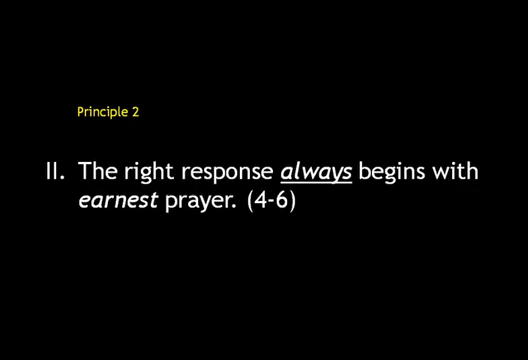 Principle 2
II. The right response always begins with
earnest prayer. (4-6)